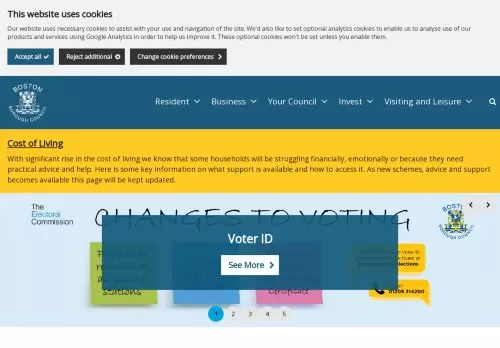 This website uses cookies
Our website uses necessary cookies to assist with your use and navigation of the site. We'd also like to set optional analytics cookies to enable us to analyse use of our
products and services using Google Analytics in order to help us improve it. These optional cookies won't be set unless you enable them.
Accept all
Reject additional
Change cookie preferences
BOSTON
BOROUGH COUNCIL
Resident
Business
Your Council
Invest
Visiting and Leisure
Cost of Living
With significant rise in the cost of living we know that some households will be struggling financially, emotionally or because they need
practical advice and help. Here is some key information on what support is available and how to access it. As new schemes, advice and support
becomes available this page will be kept updated.
The
Electoral
Commission
CHANGES TO VOTING
Voter ID
See More
stations
Certificate
01205 314200
1 2 3 4 5